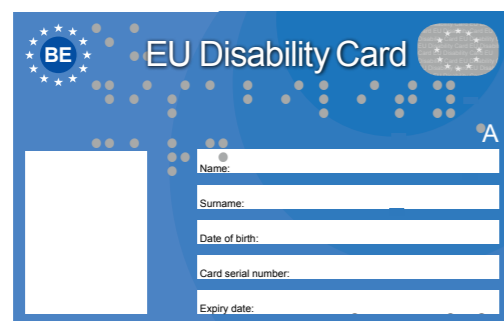 BE
EU Disability Card
A
Name:
Surname:
Date of birth:
Card serial number:
Expiry date: